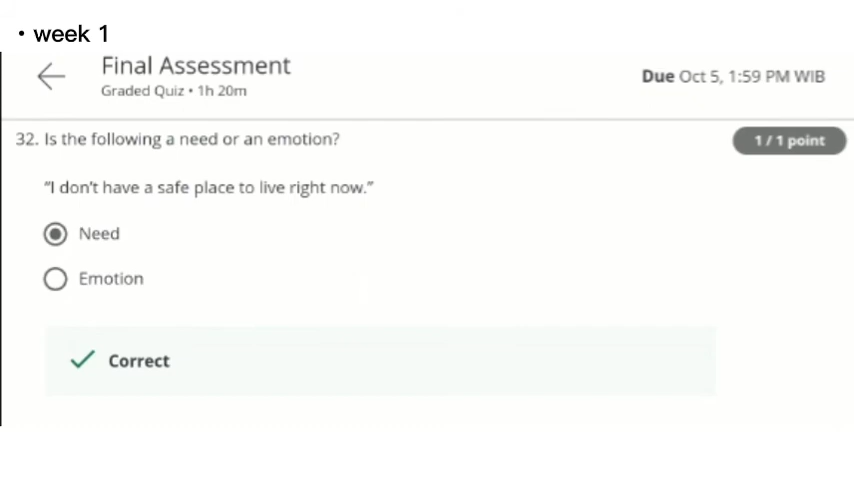 • week 1
Final Assessment
Graded Quiz • 1h 20m
Due Oct 5, 1:59 PM WIB
32. Is the following a need or an emotion?
1 / 1 point
"I don't have a safe place to live right now."
Need
Emotion
Correct